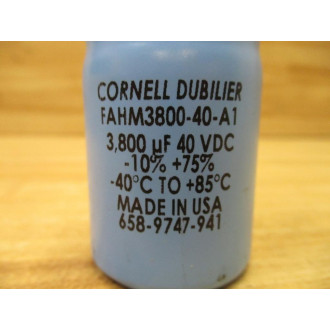 CORNELL DUBILIER
FAHM3800-40-A1
3,800 µF 40 VDC
-10% +75%
-40°C TO +85°C
MADE IN USA
658-9747-941